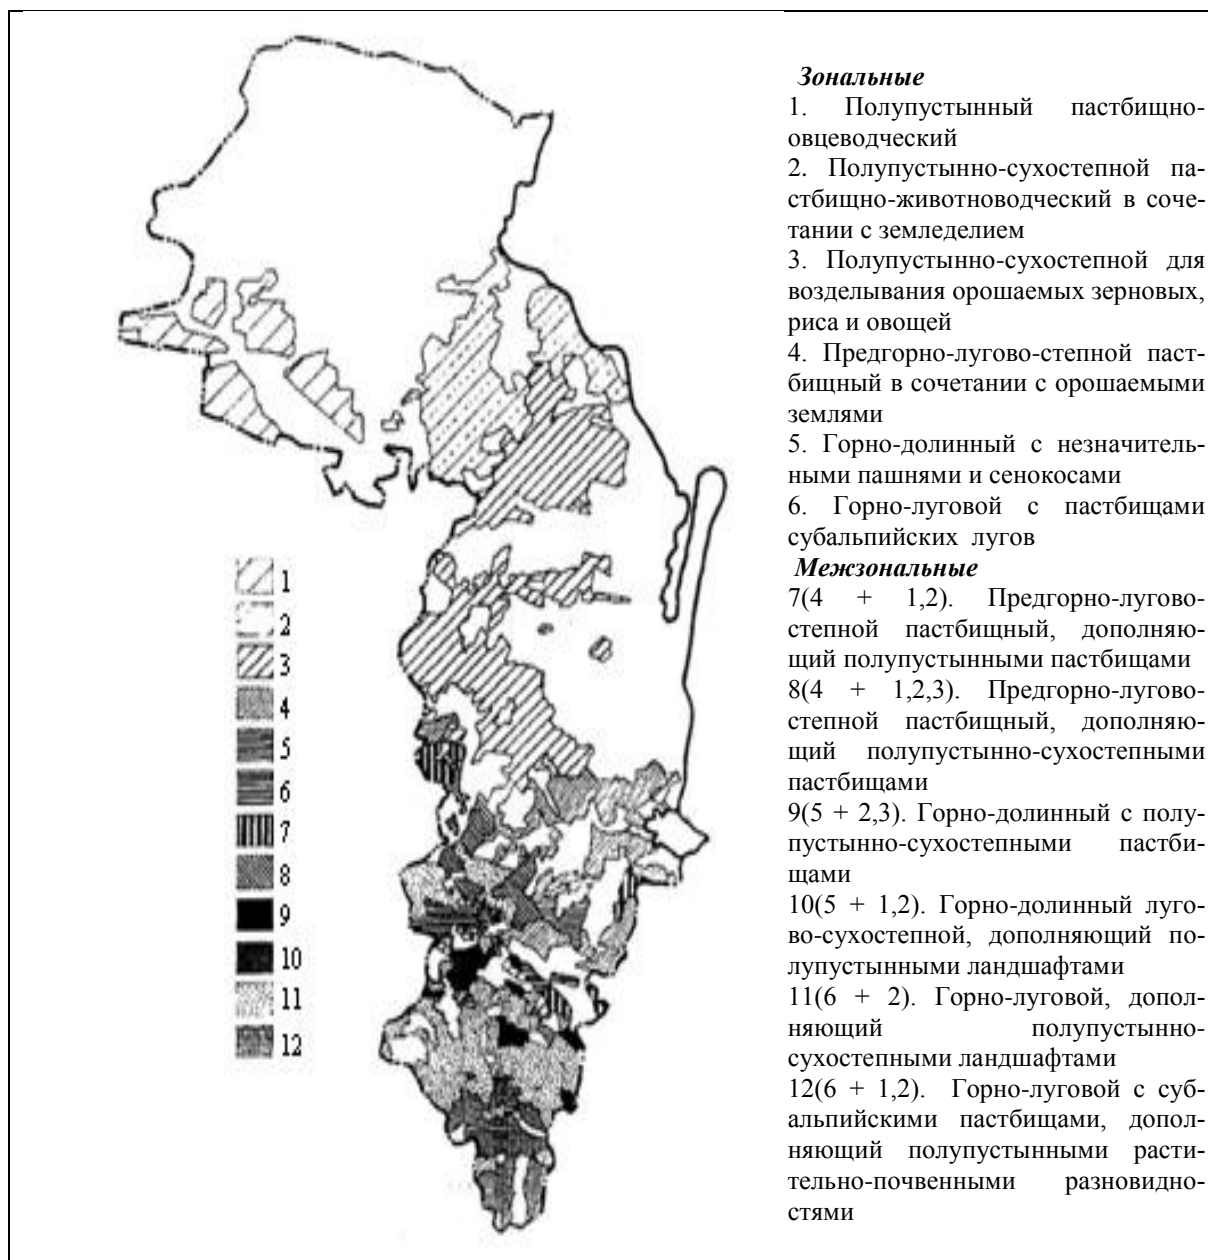 Зональные
1. Полупустынный пастбищно-
овцеводческий
2. Полупустынно-сухостепной па-
стбищно-животноводческий в соче-
тании с земледелием
3. Полупустынно-сухостепной для
возделывания орошаемых зерновых,
риса и овощей
4. Предгорно-лугово-степной паст-
бищный в сочетании с орошаемыми
землями
5. Горно-долинный с незначитель-
ными пашнями и сенокосами
6. Горно-луговой с пастбищами
субальпийских лугов
Межзональные
7(4 + 1,2). Предгорно-лугово-
степной пастбищный, дополняю-
щий полупустынными пастбищами
8(4 + 1,2,3). Предгорно-лугово-
степной пастбищный, дополняю-
щий полупустынно-сухостепными
пастбищами
9(5 + 2,3). Горно-долинный с полу-
пустынно-сухостепными пастби-
щами
10(5 + 1,2). Горно-долинный луго-
во-сухостепной, дополняющий по-
лупустынными ландшафтами
11(6 + 2). Горно-луговой, допол-
няющий полупустынно-
сухостепными ландшафтами
12(6 + 1,2). Горно-луговой с суб-
альпийскими пастбищами, допол-
няющий полупустынными расти-
тельно-почвенными разновидно-
стями
1
2
3
4
5
6
7
8
9
10
11
12